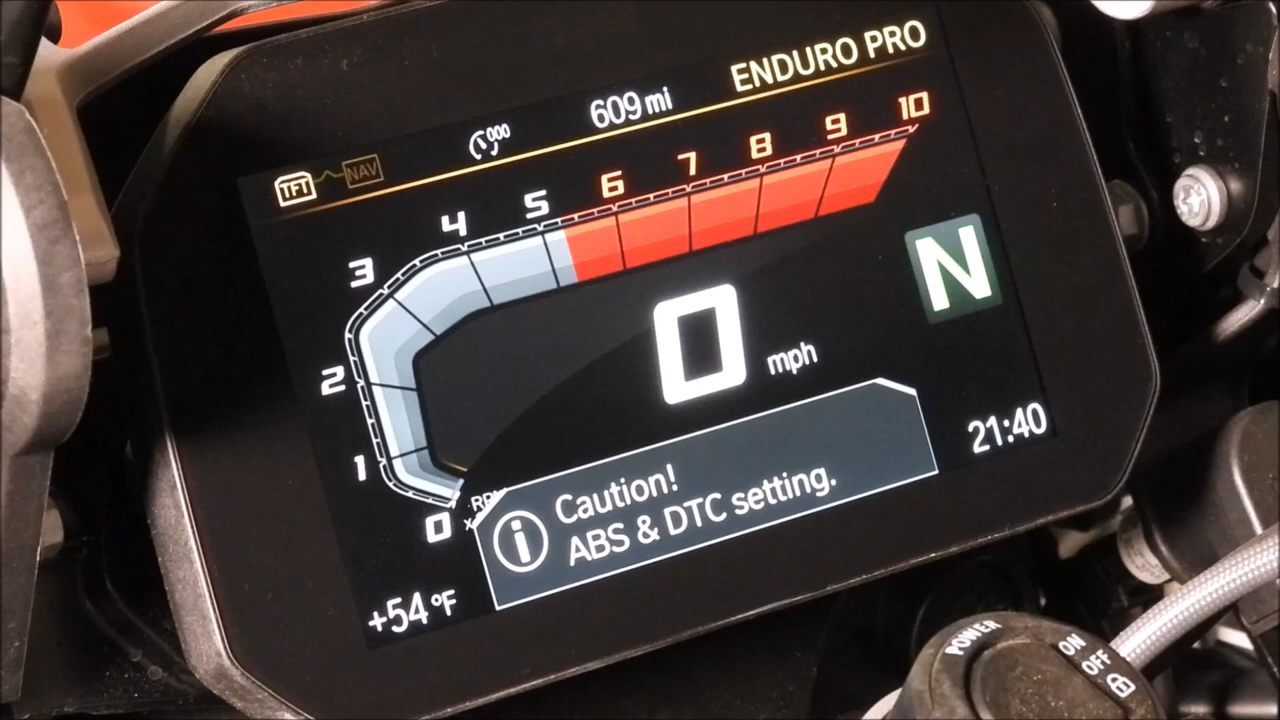 ENDURO PRO
609 mi
000
TFT NAV
10
9
8
7
6
5
4
3
2
1
0
RPM
0 mph
N
21:40
Caution!
ABS & DTC setting.
+54 °F
POWER
ON
OFF